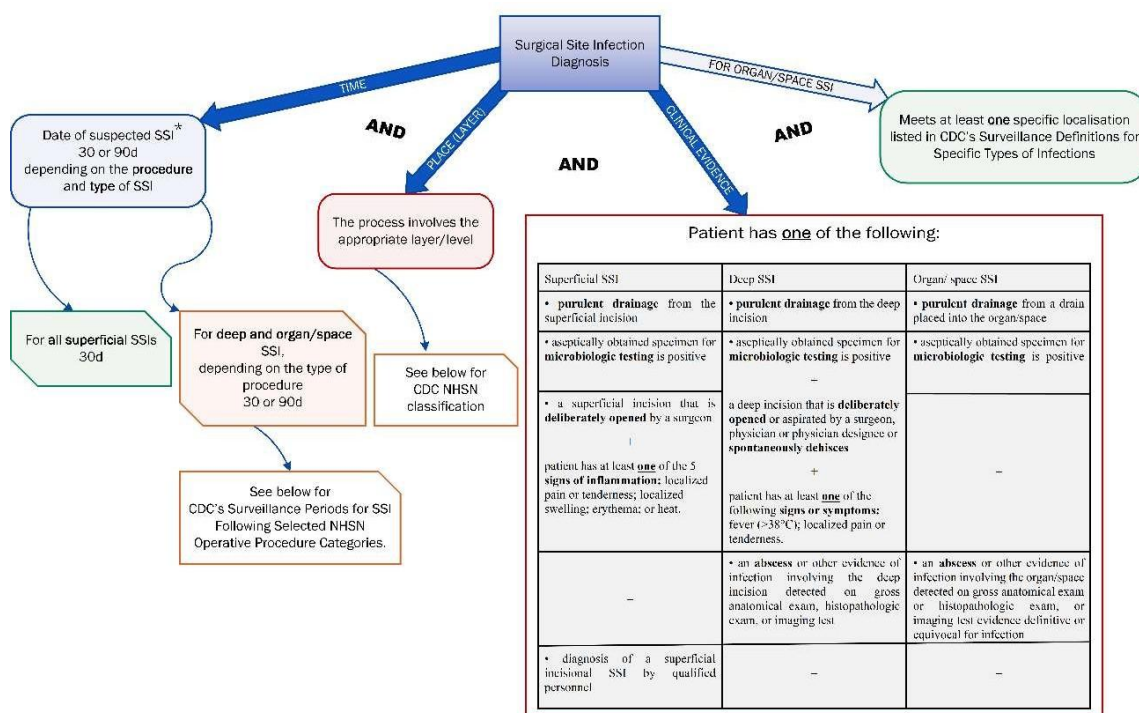 Surgical Site Infection
Diagnosis
TIME
PLACE (LAYER)
CLINICAL EVIDENCE
FOR ORGAN/SPACE SSI
AND
AND
AND
Date of suspected SSI*
30 or 90d
depending on the procedure
and type of SSI
The process involves the
appropriate layer/level
Meets at least one specific localisation
listed in CDC's Surveillance Definitions for
Specific Types of Infections
For all superficial SSIs
30d
For deep and organ/space
SSI,
depending on the type of
procedure
30 or 90d
See below for
CDC NHSN
classification
See below for
CDC's Surveillance Periods for SSI
Following Selected NHSN
Operative Procedure Categories.
Patient has one of the following:
Superficial SSI
Deep SSI
Organ/ space SSI
• purulent drainage from the
superficial incision
• purulent drainage from the deep
incision
• purulent drainage from a drain
placed into the organ/space
• aseptically obtained specimen for
microbiologic testing is positive
• aseptically obtained specimen for
microbiologic testing is positive
–
a deep incision that is deliberately
opened or aspirated by a surgeon,
physician or physician designee or
spontaneously dehisces
+
patient has at least one of the
following signs or symptoms:
fever (>38°C); localized pain or
tenderness.
• aseptically obtained specimen for
microbiologic testing is positive
• a superficial incision that is
deliberately opened by a surgeon
+
patient has at least one of the 5
signs of inflammation: localized
pain or tenderness; localized
swelling; erythema; or heat.
–
–
• an abscess or other evidence of
infection involving the deep
incision detected on gross
anatomical exam, histopathologic
exam, or imaging test
• an abscess or other evidence of
infection involving the organ/space
detected on gross anatomical exam
or histopathologic exam, or
imaging test evidence definitive or
equivocal for infection
• diagnosis of a superficial
incisional SSI by qualified
personnel
–
–